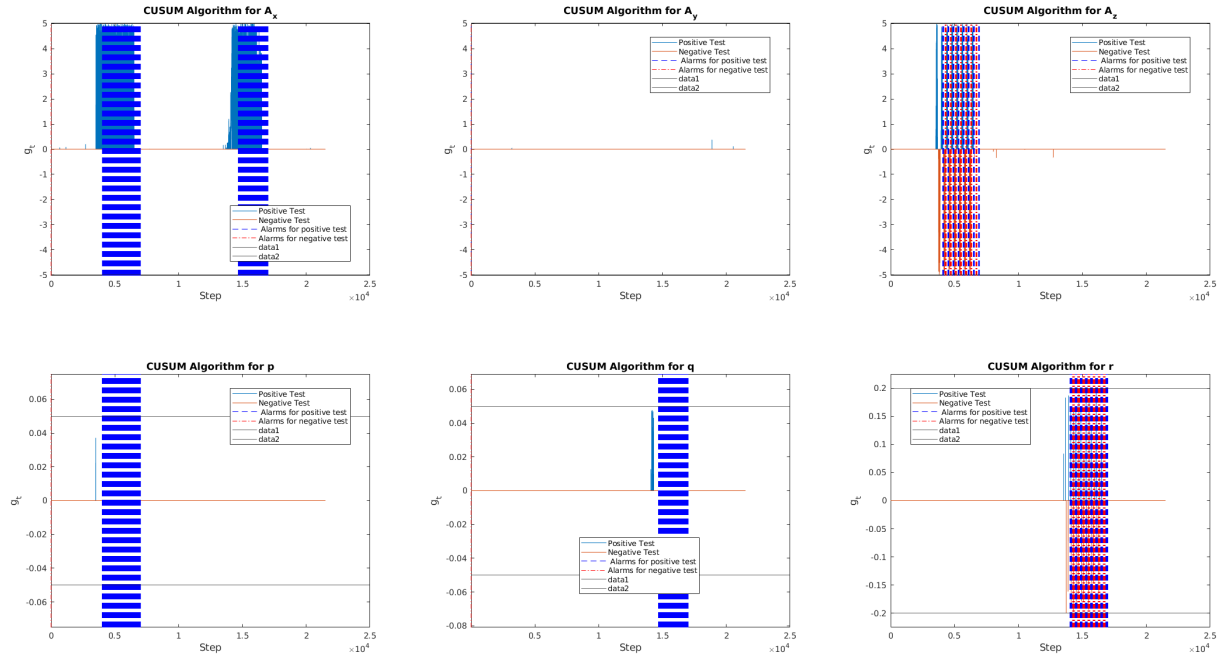 CUSUM Algorithm for Ax
5
4
3
2
1
0
-1
-2
-3
-4
-5
gt
Positive Test
Negative Test
Alarms for positive test
Alarms for negative test
data1
data2
0 0.5 1 1.5 2 2.5
Step
×10^4
CUSUM Algorithm for Ay
5
4
3
2
1
0
-1
-2
-3
-4
-5
gt
Positive Test
Negative Test
Alarms for positive test
Alarms for negative test
data1
data2
0 0.5 1 1.5 2 2.5
Step
×10^4
CUSUM Algorithm for Az
5
4
3
2
1
0
-1
-2
-3
-4
-5
gt
Positive Test
Negative Test
Alarms for positive test
Alarms for negative test
data1
data2
0 0.5 1 1.5 2 2.5
Step
×10^4
CUSUM Algorithm for p
0.06
0.04
0.02
0
-0.02
-0.04
-0.06
gt
Positive Test
Negative Test
Alarms for positive test
Alarms for negative test
data1
data2
0 0.5 1 1.5 2 2.5
Step
×10^4
CUSUM Algorithm for q
0.06
0.04
0.02
0
-0.02
-0.04
-0.06
-0.08
gt
Positive Test
Negative Test
Alarms for positive test
Alarms for negative test
data1
data2
0 0.5 1 1.5 2 2.5
Step
×10^4
CUSUM Algorithm for r
0.2
0.15
0.1
0.05
0
-0.05
-0.1
-0.15
-0.2
gt
Positive Test
Negative Test
Alarms for positive test
Alarms for negative test
data1
data2
0 0.5 1 1.5 2 2.5
Step
×10^4